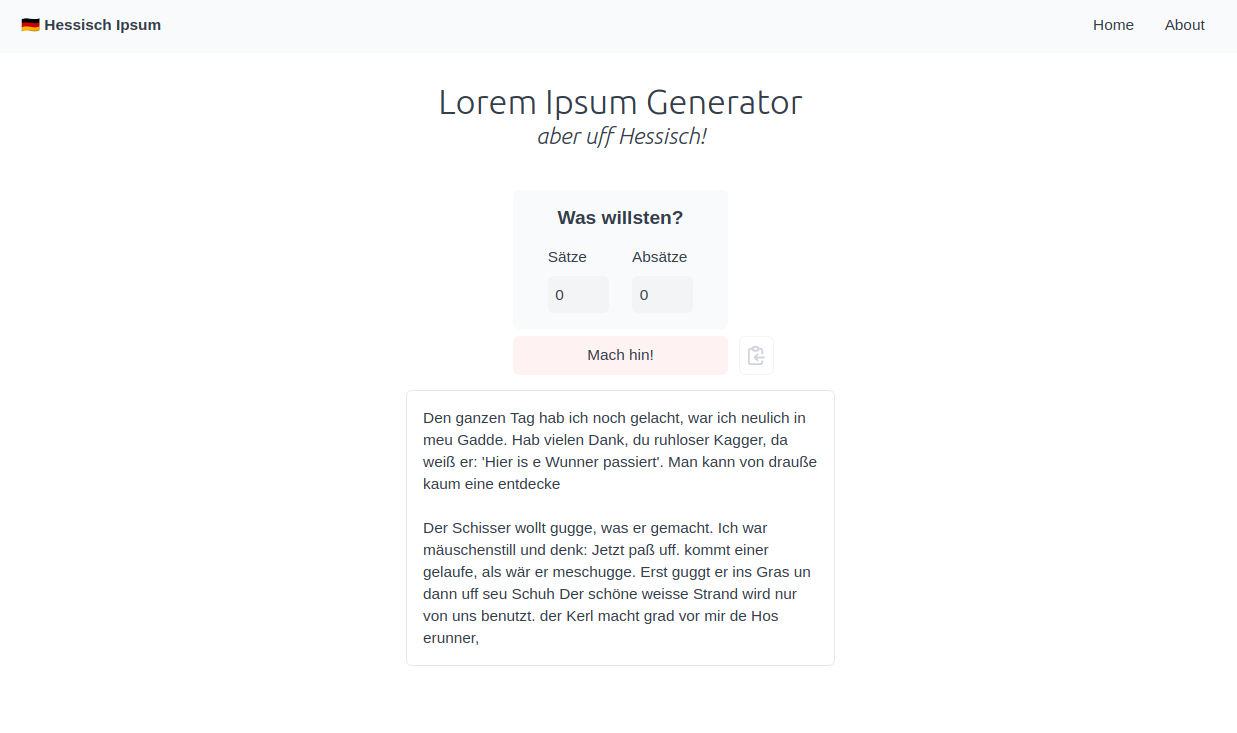 🇩🇪 Hessisch Ipsum
Home
About
Lorem Ipsum Generator
aber uff Hessisch!
Was willsten?
Sätze
Absätze
0
0
Mach hin!
Den ganzen Tag hab ich noch gelacht, war ich neulich in
meu Gadde. Hab vielen Dank, du ruhloser Kagger, da
weiß er: 'Hier is e Wunner passiert'. Man kann von drauße
kaum eine entdecke
Der Schisser wollt gugge, was er gemacht. Ich war
mäuschenstill und denk: Jetzt paß uff. kommt einer
gelaufe, als wär er meschugge. Erst guggt er ins Gras un
dann uff seu Schuh Der schöne weisse Strand wird nur
von uns benutzt. der Kerl macht grad vor mir de Hos
erunner,